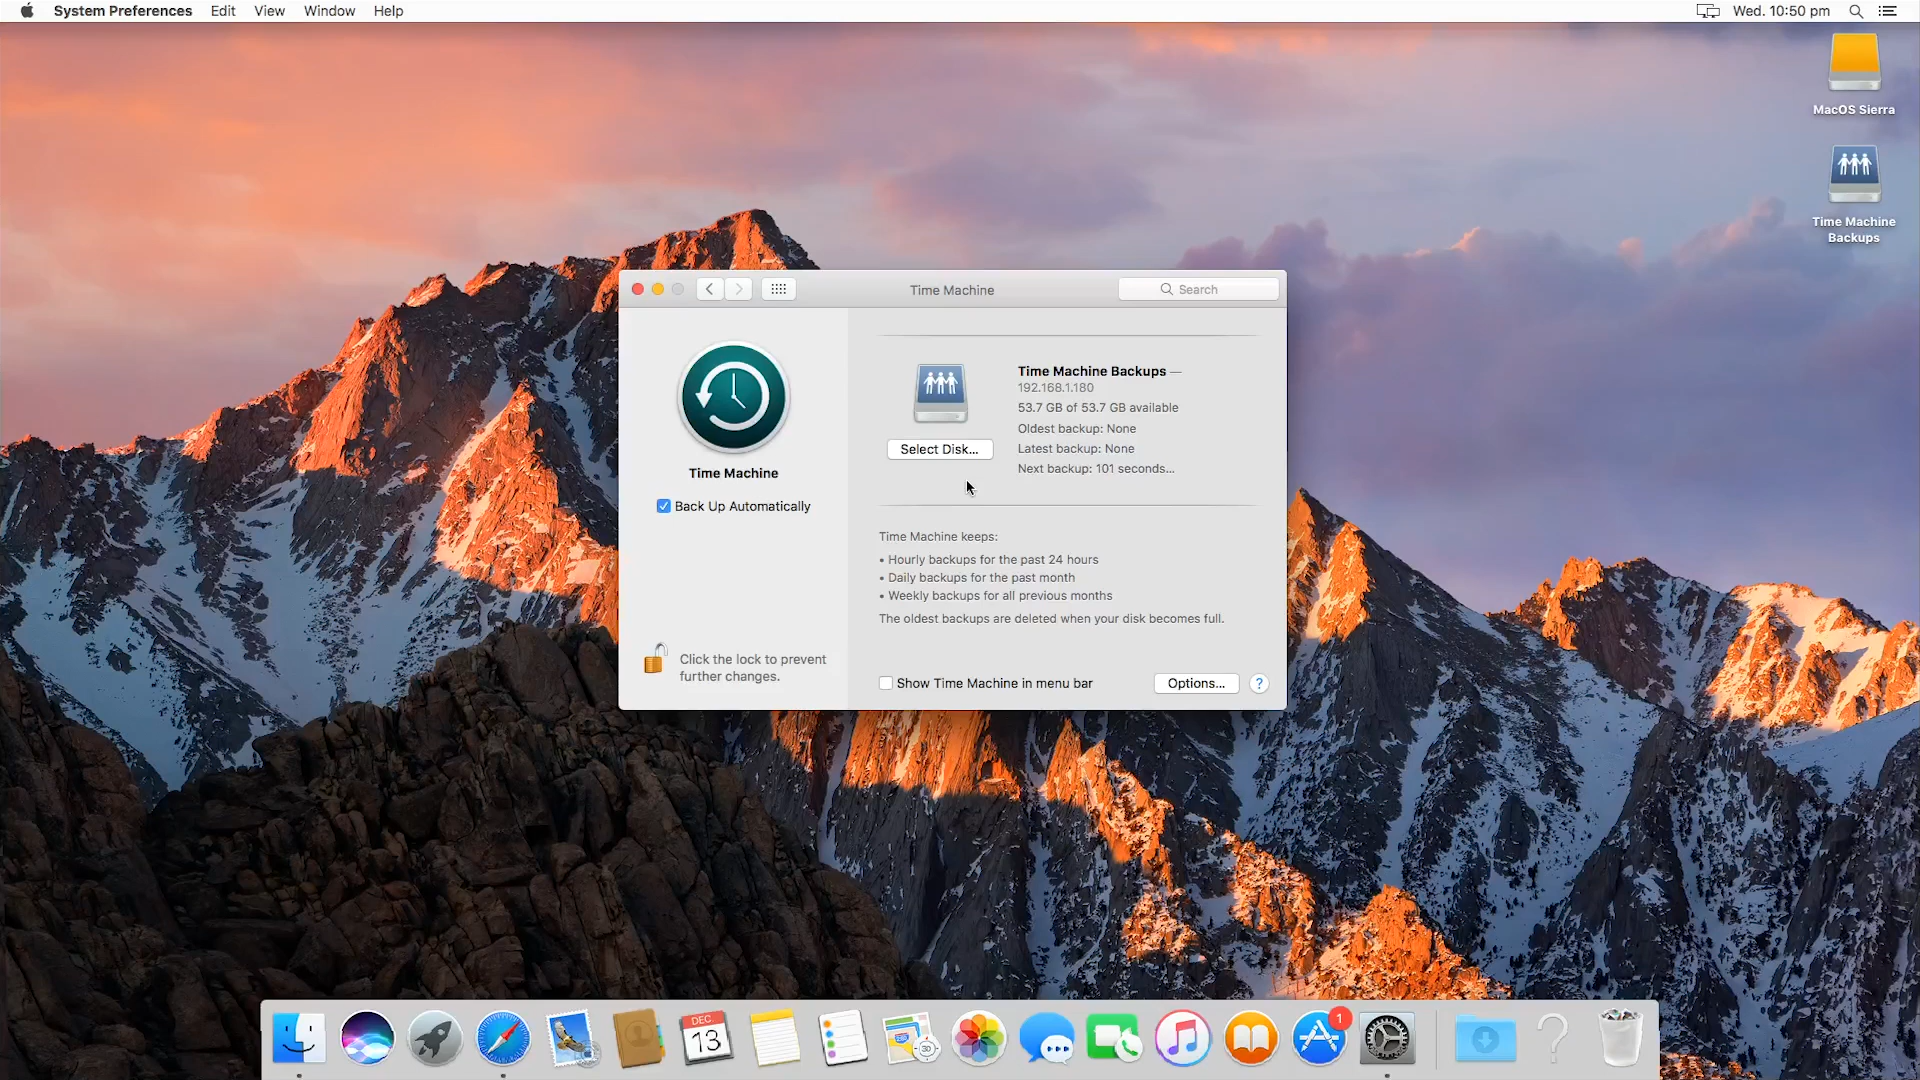 System Preferences Edit View Window Help
Wed. 10:50 pm
MacOS Sierra
Time Machine
Backups
Time Machine
Search
Time Machine
Back Up Automatically
Click the lock to prevent
further changes.
Select Disk...
Time Machine Backups —
192.168.1.180
53.7 GB of 53.7 GB available
Oldest backup: None
Latest backup: None
Next backup: 101 seconds...
Time Machine keeps:
• Hourly backups for the past 24 hours
• Daily backups for the past month
• Weekly backups for all previous months
The oldest backups are deleted when your disk becomes full.
Show Time Machine in menu bar
Options...
?
DEC
13
1